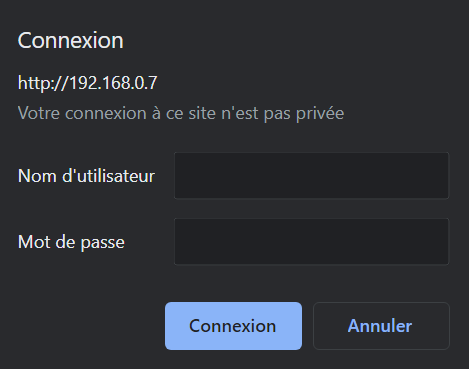 Connexion
http://192.168.0.7
Votre connexion à ce site n'est pas privée
Nom d'utilisateur
Mot de passe
Connexion Annuler